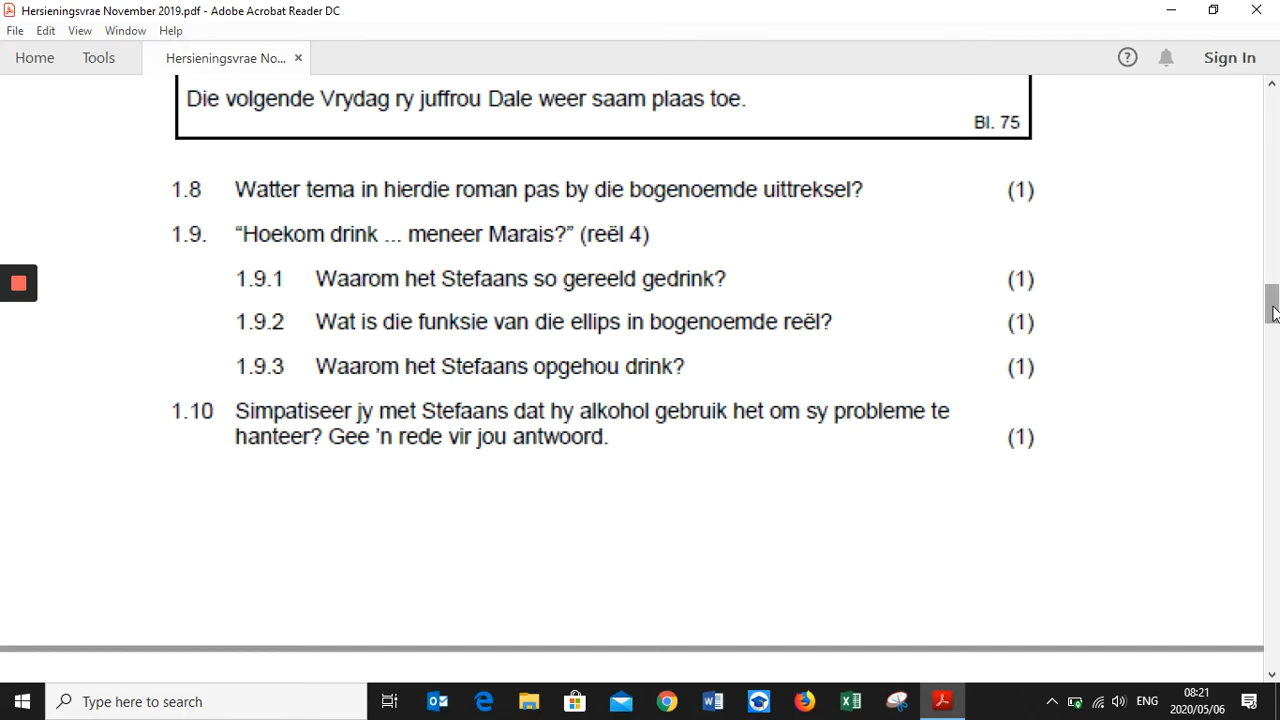 Hersieningsvrae November 2019.pdf - Adobe Acrobat Reader DC
File Edit View Window Help
Home Tools Hersieningsvrae No... × Sign In
Die volgende Vrydag ry juffrou Dale weer saam plaas toe.
Bl. 75
1.8 Watter tema in hierdie roman pas by die bogenoemde uittreksel? (1)
1.9. “Hoekom drink ... meneer Marais?” (reël 4)
1.9.1 Waarom het Stefaans so gereeld gedrink? (1)
1.9.2 Wat is die funksie van die ellips in bogenoemde reël? (1)
1.9.3 Waarom het Stefaans opgehou drink? (1)
1.10 Simpatiseer jy met Stefaans dat hy alkohol gebruik het om sy probleme te
hanteer? Gee ’n rede vir jou antwoord. (1)
Type here to search ENG 08:21
2020/05/06